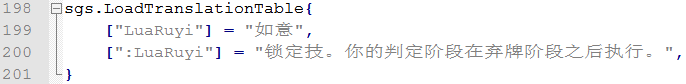 198 sgs.LoadTranslationTable{
199 ["LuaRuyi"] = "如意",
200 [":LuaRuyi"] = "锁定技。你的判定阶段在弃牌阶段之后执行。",
201 }